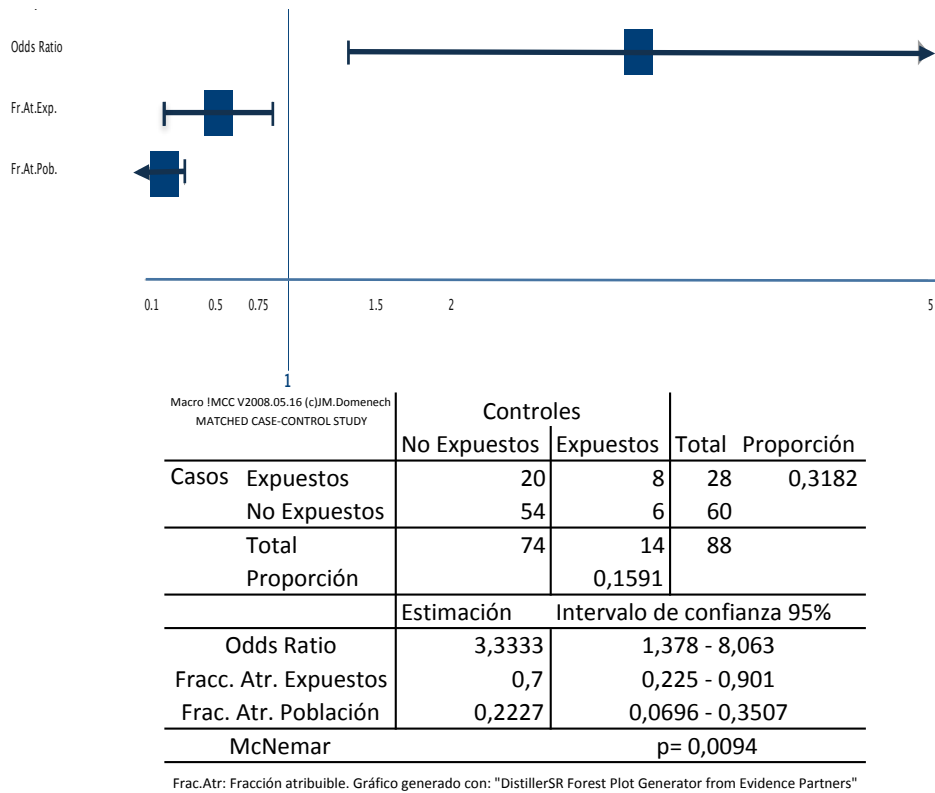 Odds Ratio
Fr.At.Exp.
Fr.At.Pob.
0.1 0.5 0.75 1.5 2 5
1
Macro !MCC V2008.05.16 (c)JM.Domenech
MATCHED CASE-CONTROL STUDY
Controles
No Expuestos Expuestos Total Proporción
Casos Expuestos 20 8 28 0,3182
No Expuestos 54 6 60
Total 74 14 88
Proporción 0,1591
Estimación Intervalo de confianza 95%
Odds Ratio 3,3333 1,378 - 8,063
Fracc. Atr. Expuestos 0,7 0,225 - 0,901
Frac. Atr. Población 0,2227 0,0696 - 0,3507
McNemar p= 0,0094
Frac.Atr: Fracción atribuible. Gráfico generado con: "DistillerSR Forest Plot Generator from Evidence Partners"